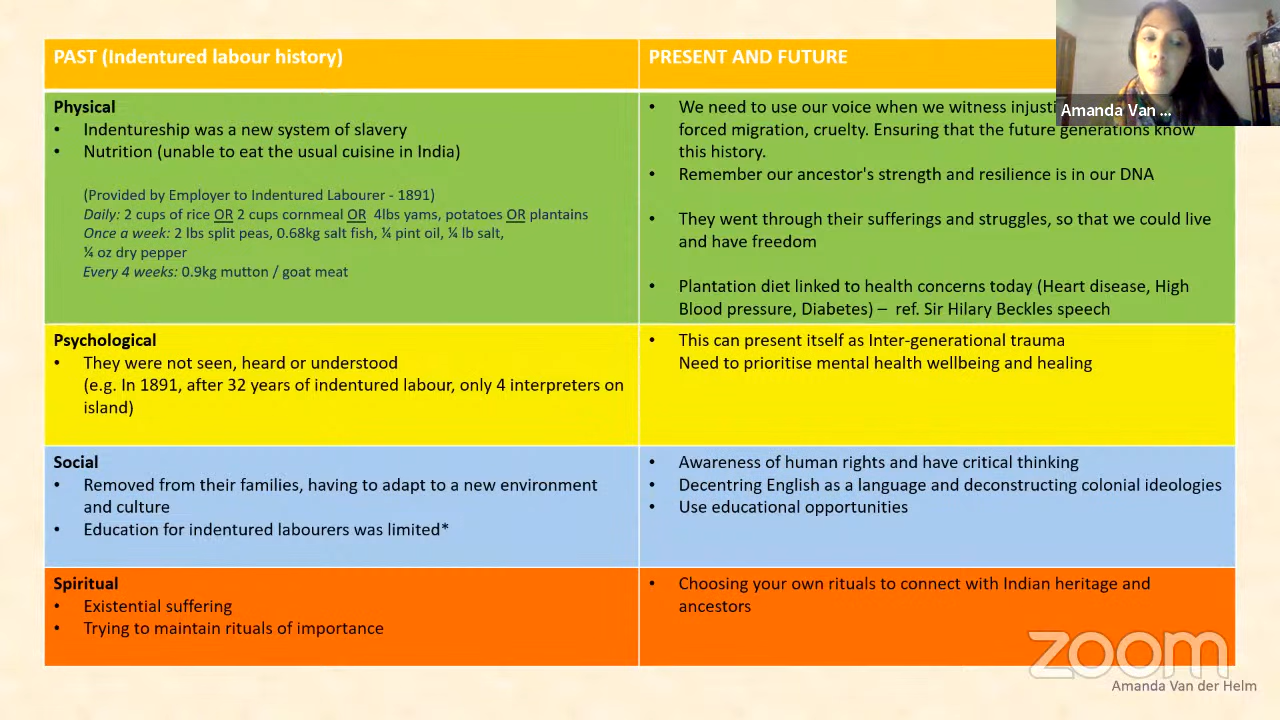 PAST (Indentured labour history)
PRESENT AND FUTURE
Physical
• Indentureship was a new system of slavery
• Nutrition (unable to eat the usual cuisine in India)
(Provided by Employer to Indentured Labourer - 1891)
Daily: 2 cups of rice OR 2 cups cornmeal OR 4lbs yams, potatoes OR plantains
Once a week: 2 lbs split peas, 0.68kg salt fish, ¼ pint oil, ¼ lb salt,
¼ oz dry pepper
Every 4 weeks: 0.9kg mutton / goat meat
• We need to use our voice when we witness
forced migration, cruelty. Ensuring that the future generations know
this history.
• Remember our ancestor's strength and resilience is in our DNA
• They went through their sufferings and struggles, so that we could live
and have freedom
• Plantation diet linked to health concerns today (Heart disease, High
Blood pressure, Diabetes) – ref. Sir Hilary Beckles speech
Psychological
• They were not seen, heard or understood
(e.g. In 1891, after 32 years of indentured labour, only 4 interpreters on
island)
• This can present itself as Inter-generational trauma
Need to prioritise mental health wellbeing and healing
Social
• Removed from their families, having to adapt to a new environment
and culture
• Education for indentured labourers was limited*
• Awareness of human rights and have critical thinking
• Decentring English as a language and deconstructing colonial ideologies
• Use educational opportunities
Spiritual
• Existential suffering
• Trying to maintain rituals of importance
• Choosing your own rituals to connect with Indian heritage and
ancestors
Amanda Van ...
zoom
Amanda Van der Helm